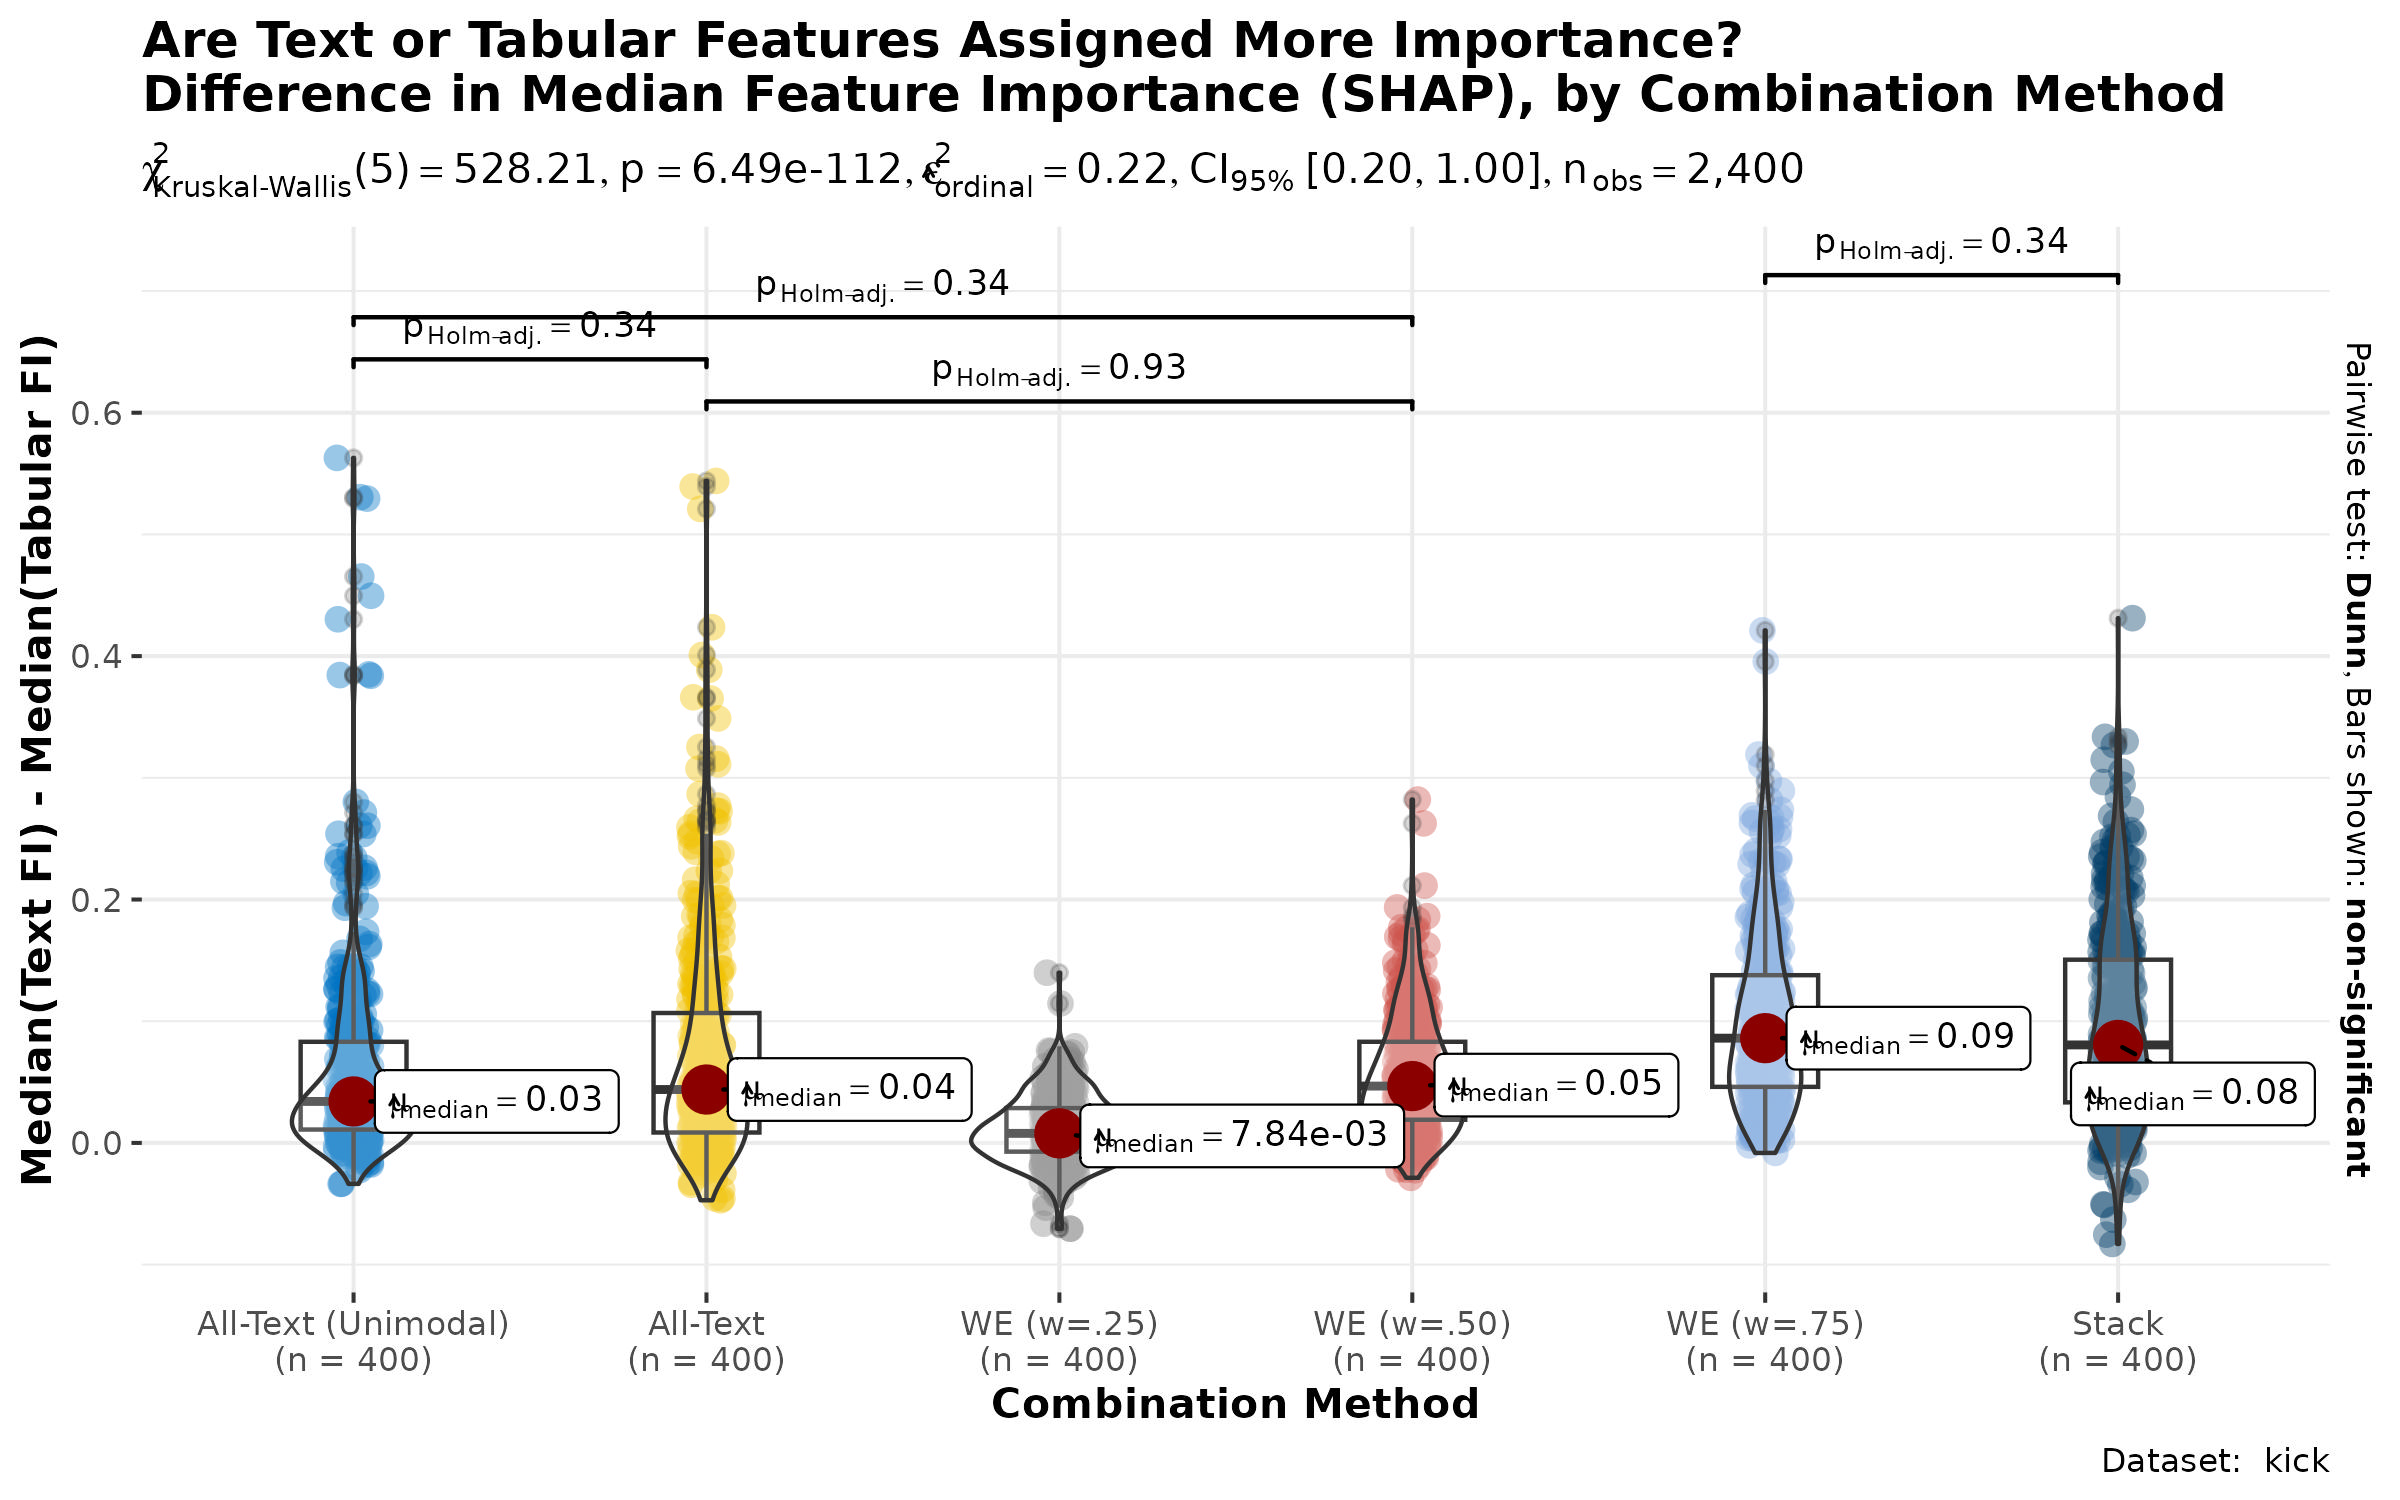 Are Text or Tabular Features Assigned More Importance?
Difference in Median Feature Importance (SHAP), by Combination Method
χ²Kruskal-Wallis(5) = 528.21, p = 6.49e-112, ε̂²ordinal = 0.22, CI95% [0.20, 1.00], nobs = 2,400
pHolm-adj. = 0.34
pHolm-adj. = 0.34
pHolm-adj. = 0.34
pHolm-adj. = 0.93
Median(Text FI) - Median(Tabular FI)
0.6
0.4
0.2
0.0
μ̂median = 0.03
μ̂median = 0.04
μ̂median = 7.84e-03
μ̂median = 0.05
μ̂median = 0.09
μ̂median = 0.08
Pairwise test: Dunn, Bars shown: non-significant
All-Text (Unimodal)
(n = 400)
All-Text
(n = 400)
WE (w=.25)
(n = 400)
WE (w=.50)
(n = 400)
WE (w=.75)
(n = 400)
Stack
(n = 400)
Combination Method
Dataset: kick